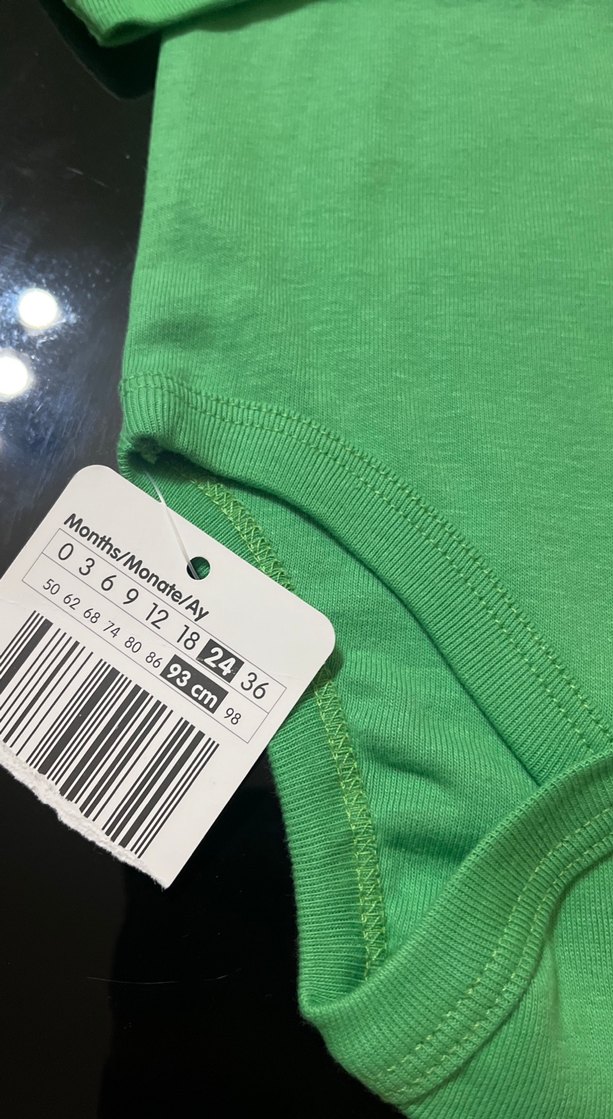 Months/Monate/Ay
0 3 6 9 12 18 24 36
50 62 68 74 80 86 93 cm 98